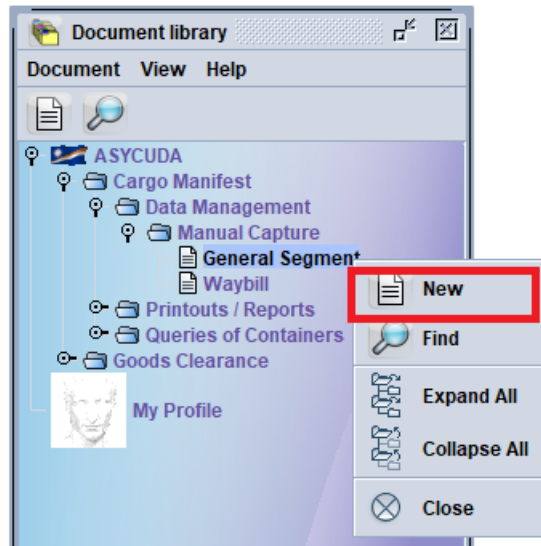 Document library
Document View Help
ASYCUDA
Cargo Manifest
Data Management
Manual Capture
General Segment
Waybill
Printouts / Reports
Queries of Containers
Goods Clearance
My Profile
New
Find
Expand All
Collapse All
Close